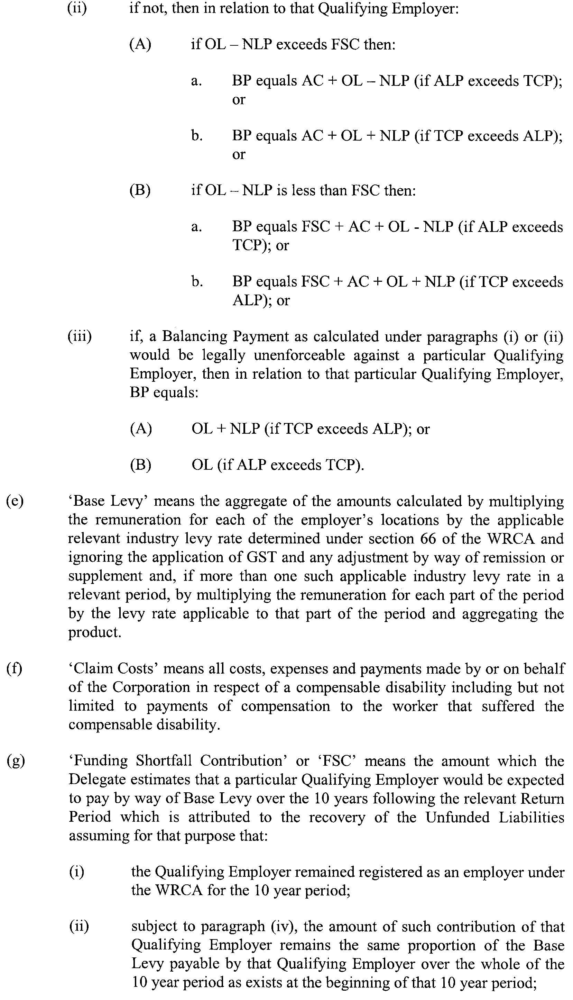 (ii) if not, then in relation to that Qualifying Employer:
(A) if OL – NLP exceeds FSC then:
a. BP equals AC + OL – NLP (if ALP exceeds TCP);
or
b. BP equals AC + OL + NLP (if TCP exceeds ALP);
or
(B) if OL – NLP is less than FSC then:
a. BP equals FSC + AC + OL - NLP (if ALP exceeds
TCP); or
b. BP equals FSC + AC + OL + NLP (if TCP exceeds
ALP); or
(iii) if, a Balancing Payment as calculated under paragraphs (i) or (ii)
would be legally unenforceable against a particular Qualifying
Employer, then in relation to that particular Qualifying Employer,
BP equals:
(A) OL + NLP (if TCP exceeds ALP); or
(B) OL (if ALP exceeds TCP).
(e) ‘Base Levy’ means the aggregate of the amounts calculated by multiplying
the remuneration for each of the employer’s locations by the applicable
relevant industry levy rate determined under section 66 of the WRCA and
ignoring the application of GST and any adjustment by way of remission or
supplement and, if more than one such applicable industry levy rate in a
relevant period, by multiplying the remuneration for each part of the period
by the levy rate applicable to that part of the period and aggregating the
product.
(f) ‘Claim Costs’ means all costs, expenses and payments made by or on behalf
of the Corporation in respect of a compensable disability including but not
limited to payments of compensation to the worker that suffered the
compensable disability.
(g) ‘Funding Shortfall Contribution’ or ‘FSC’ means the amount which the
Delegate estimates that a particular Qualifying Employer would be expected
to pay by way of Base Levy over the 10 years following the relevant Return
Period which is attributed to the recovery of the Unfunded Liabilities
assuming for that purpose that:
(i) the Qualifying Employer remained registered as an employer under
the WRCA for the 10 year period;
(ii) subject to paragraph (iv), the amount of such contribution of that
Qualifying Employer remains the same proportion of the Base
Levy payable by that Qualifying Employer over the whole of the
10 year period as exists at the beginning of that 10 year period;